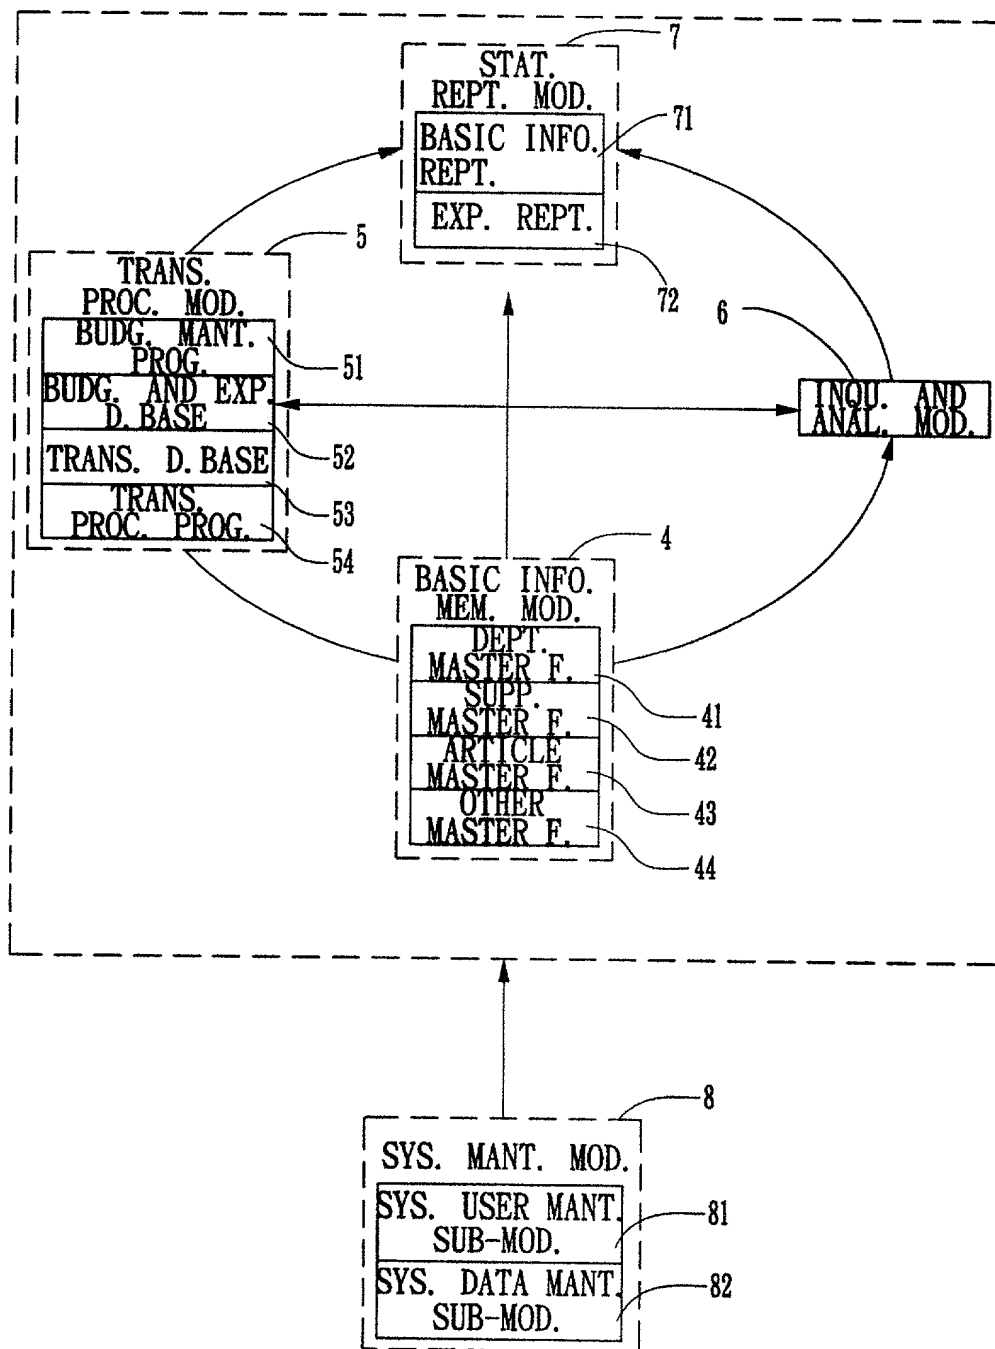 7
STAT.
REPT. MOD.
71
BASIC INFO.
REPT.
EXP. REPT.
72
5
TRANS.
PROC. MOD.
BUDG. MANT.
PROG.
51
BUDG. AND EXP.
D. BASE
52
TRANS. D. BASE
53
TRANS.
PROC. PROG.
54
6
INQU. AND
ANAL. MOD.
4
BASIC INFO.
MEM. MOD.
DEPT.
MASTER F.
41
SUPP.
MASTER F.
42
ARTICLE
MASTER F.
43
OTHER
MASTER F.
44
8
SYS. MANT. MOD.
SYS. USER MANT.
SUB-MOD.
81
SYS. DATA MANT.
SUB-MOD.
82